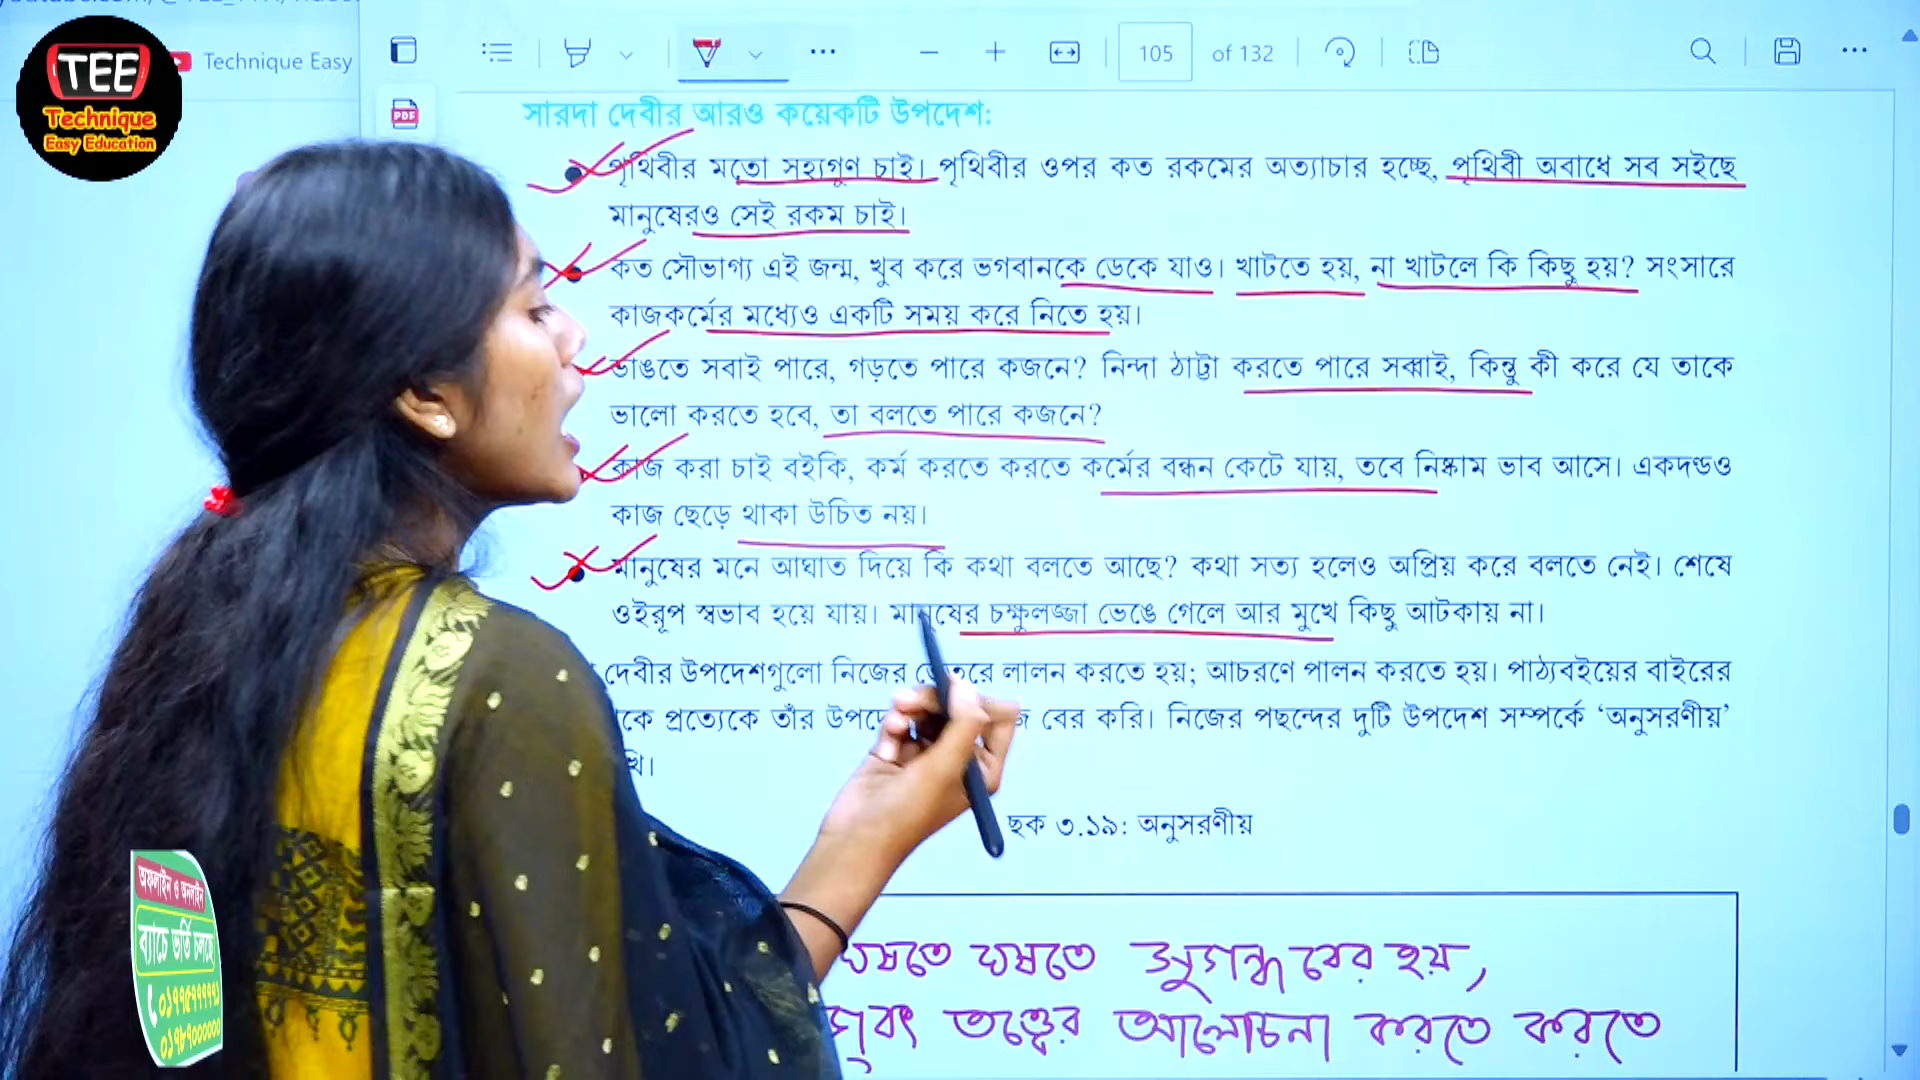 TEE
Technique
Easy Education
Technique Easy
105 of 132
সারদা দেবীর আরও কয়েকটি উপদেশ:
পৃথিবীর মতো সহ্যগুণ চাই। পৃথিবীর ওপর কত রকমের অত্যাচার হচ্ছে, পৃথিবী অবাধে সব সইছে
মানুষেরও সেই রকম চাই।
কত সৌভাগ্য এই জন্ম, খুব করে ভগবানকে ডেকে যাও। খাটতে হয়, না খাটলে কি কিছু হয়? সংসারে
কাজকর্মের মধ্যেও একটি সময় করে নিতে হয়।
ভাঙতে সবাই পারে, গড়তে পারে কজনে? নিন্দা ঠাট্টা করতে পারে সব্বাই, কিন্তু কী করে যে তাকে
ভালো করতে হবে, তা বলতে পারে কজনে?
কাজ করা চাই বইকি, কর্ম করতে করতে কর্মের বন্ধন কেটে যায়, তবে নিষ্কাম ভাব আসে। একদণ্ডও
কাজ ছেড়ে থাকা উচিত নয়।
মানুষের মনে আঘাত দিয়ে কি কথা বলতে আছে? কথা সত্য হলেও অপ্রিয় করে বলতে নেই। শেষে
ওইরূপ স্বভাব হয়ে যায়। মানুষের চক্ষুলজ্জা ভেঙে গেলে আর মুখে কিছু আটকায় না।
দেবীর উপদেশগুলো নিজের ভেতরে লালন করতে হয়; আচরণে পালন করতে হয়। পাঠ্যবইয়ের বাইরের
প্রত্যেকে তাঁর বের করি। নিজের পছন্দের দুটি উপদেশ সম্পর্কে ‘অনুসরণীয়’
ছক ৩.১৯: অনুসরণীয়
ঘষতে ঘষতে সুগন্ধ বের হয়,
তত্ত্বের আলোচনা করতে করতে
অফলাইন ও অনলাইন
ব্যাচে ভর্তি চলছে